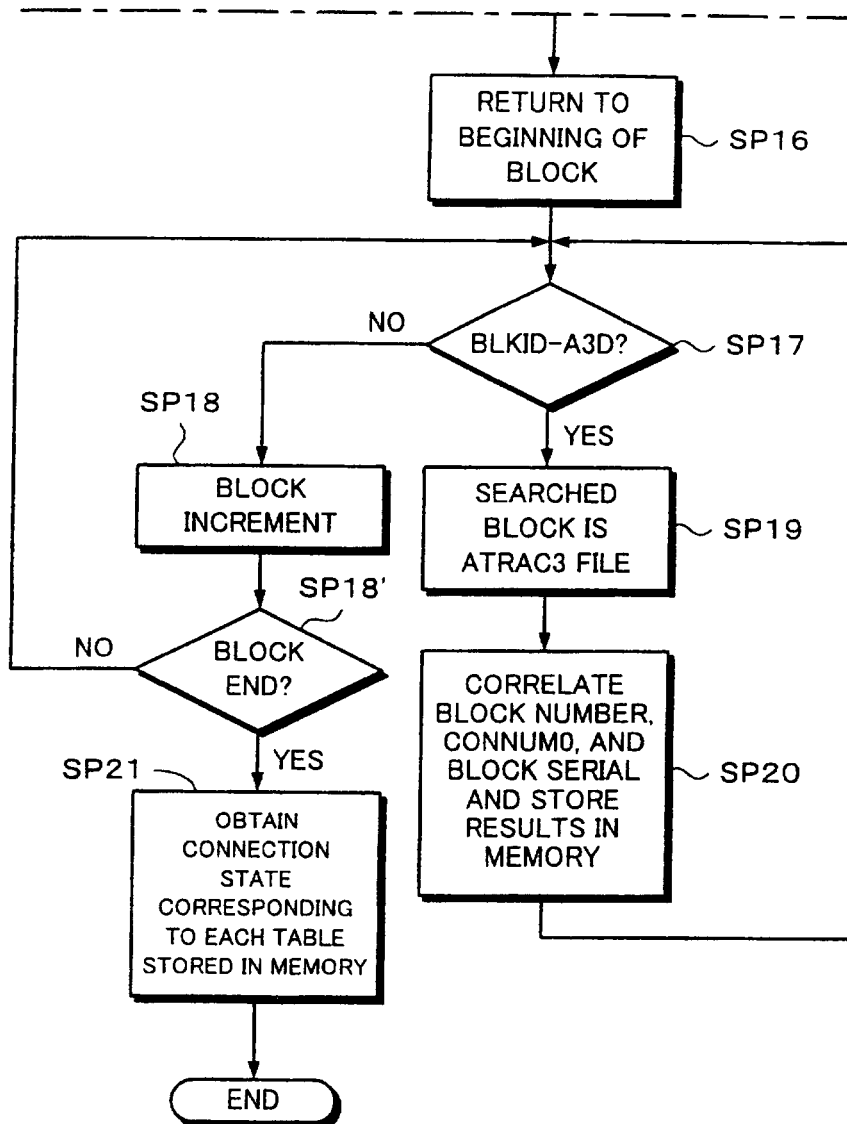 RETURN TO
BEGINNING OF
BLOCK
SP16
NO
BLKID-A3D?
SP17
SP18
YES
BLOCK
INCREMENT
SEARCHED
BLOCK IS
ATRAC3 FILE
SP19
SP18'
NO
BLOCK
END?
CORRELATE
BLOCK NUMBER,
CONNUM0, AND
BLOCK SERIAL
AND STORE
RESULTS IN
MEMORY
SP20
YES
SP21
OBTAIN
CONNECTION
STATE
CORRESPONDING
TO EACH TABLE
STORED IN MEMORY
END